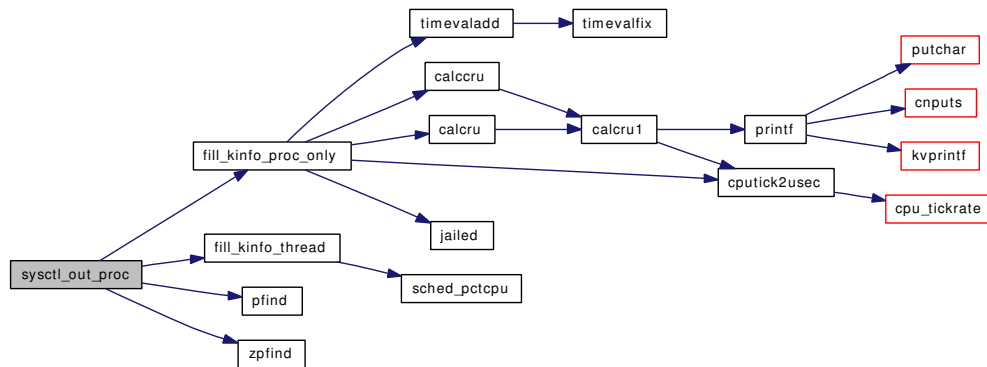 timevaladd
timevalfix
putchar
calccru
cnputs
calcru
calcru1
printf
fill_kinfo_proc_only
kvprintf
cputick2usec
cpu_tickrate
jailed
fill_kinfo_thread
sysctl_out_proc
sched_pctcpu
pfind
zpfind